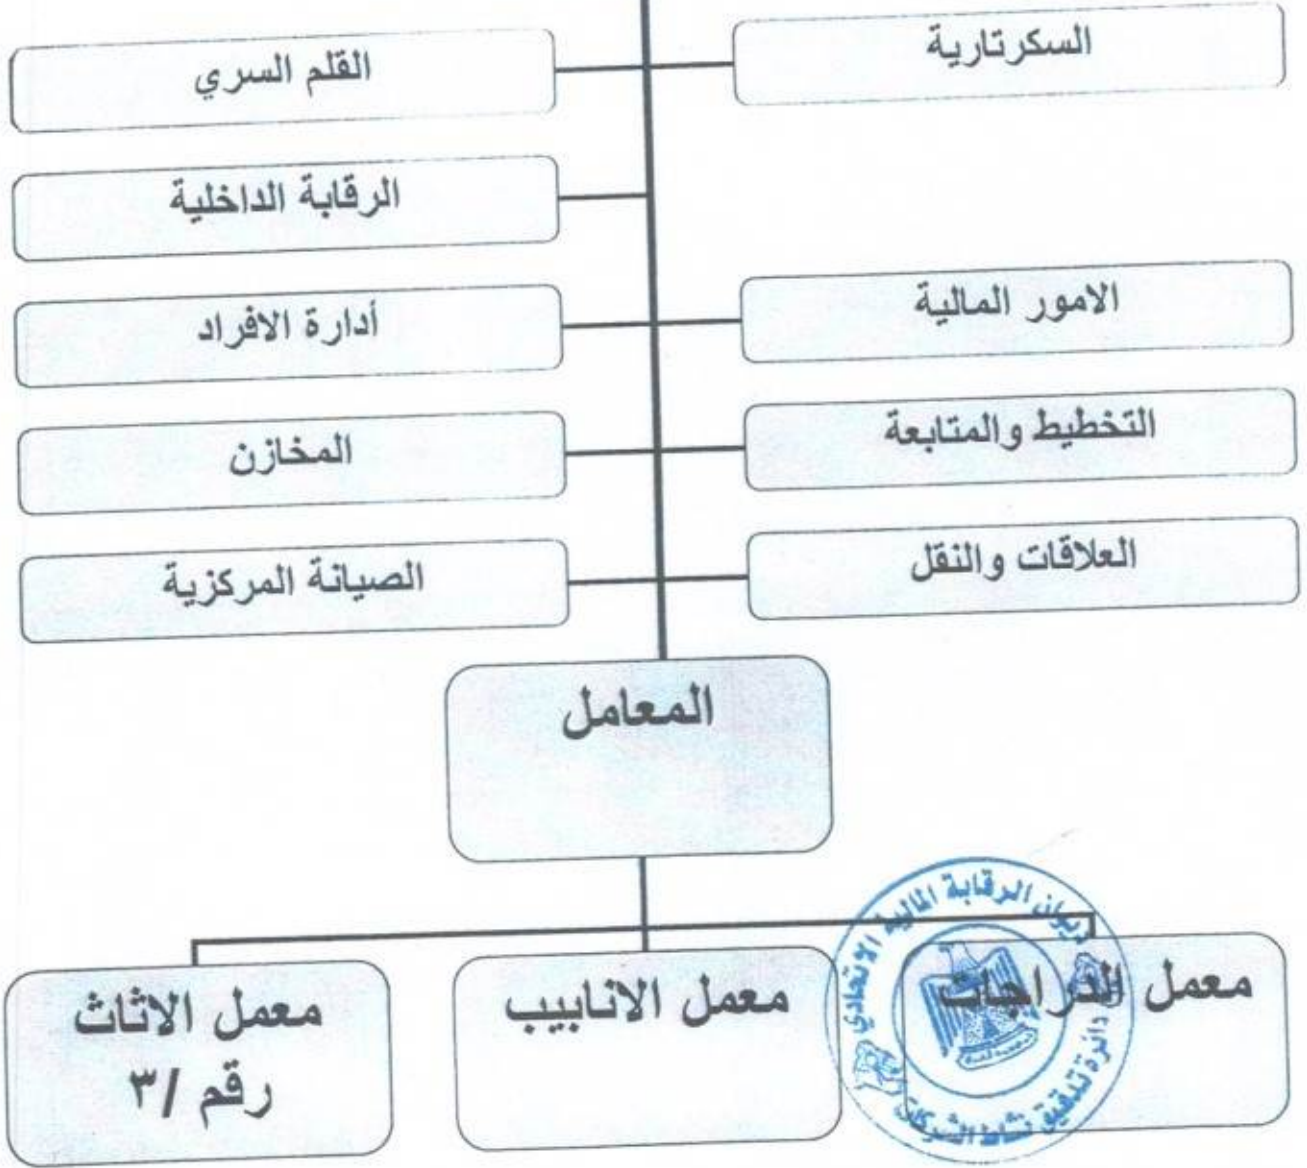 السكرتارية
القلم السري
الرقابة الداخلية
الامور المالية
أدارة الافراد
التخطيط والمتابعة
المخازن
العلاقات والنقل
الصيانة المركزية
المعامل
معمل الدراجات
معمل الانابيب
معمل الاثاث
رقم /٣
ديوان الرقابة المالية الاتحادي
دائرة تدقيق نشاط الشركات